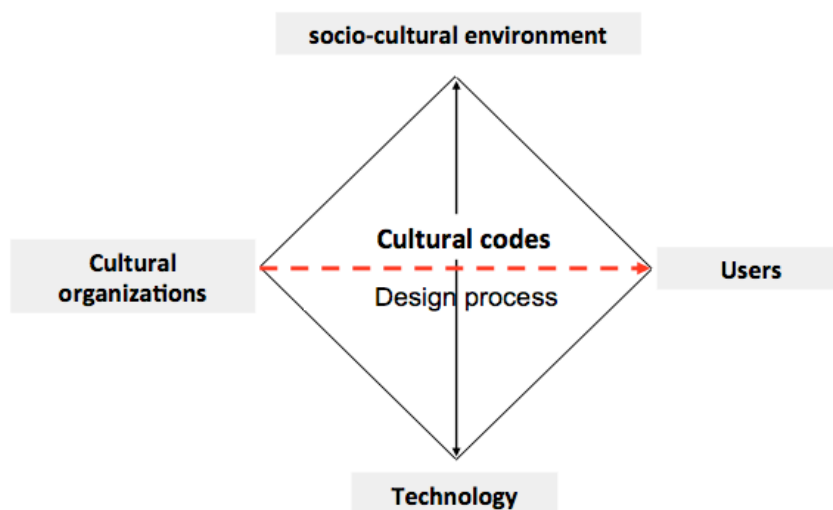 socio-cultural environment
Cultural codes
Cultural
organizations
Users
Design process
Technology